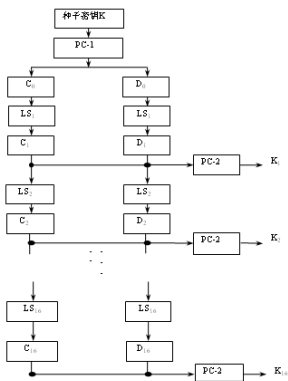 种子密钥K
PC-1
C₀ D₀
LS₁ LS₁
C₁ D₁
PC-2 K₁
LS₂ LS₂
C₂ D₂
PC-2 K₂
LS₁₆ LS₁₆
C₁₆ D₁₆
PC-2 K₁₆